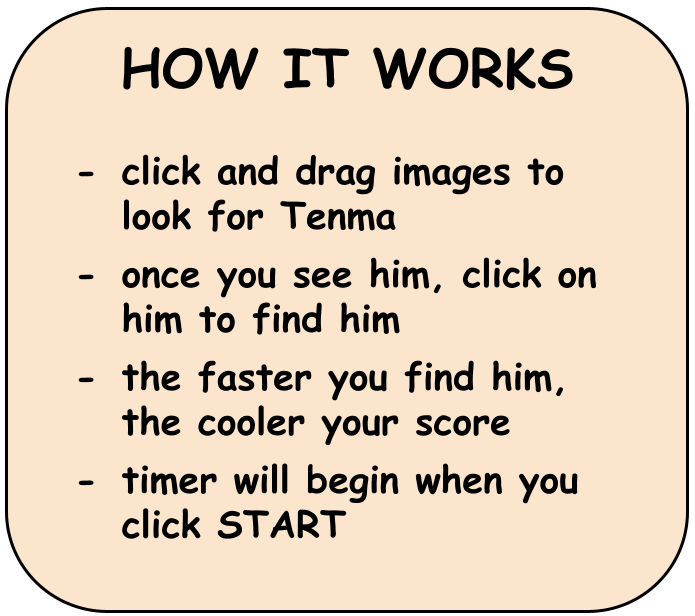 HOW IT WORKS
- click and drag images to
look for Tenma
- once you see him, click on
him to find him
- the faster you find him,
the cooler your score
- timer will begin when you
click START